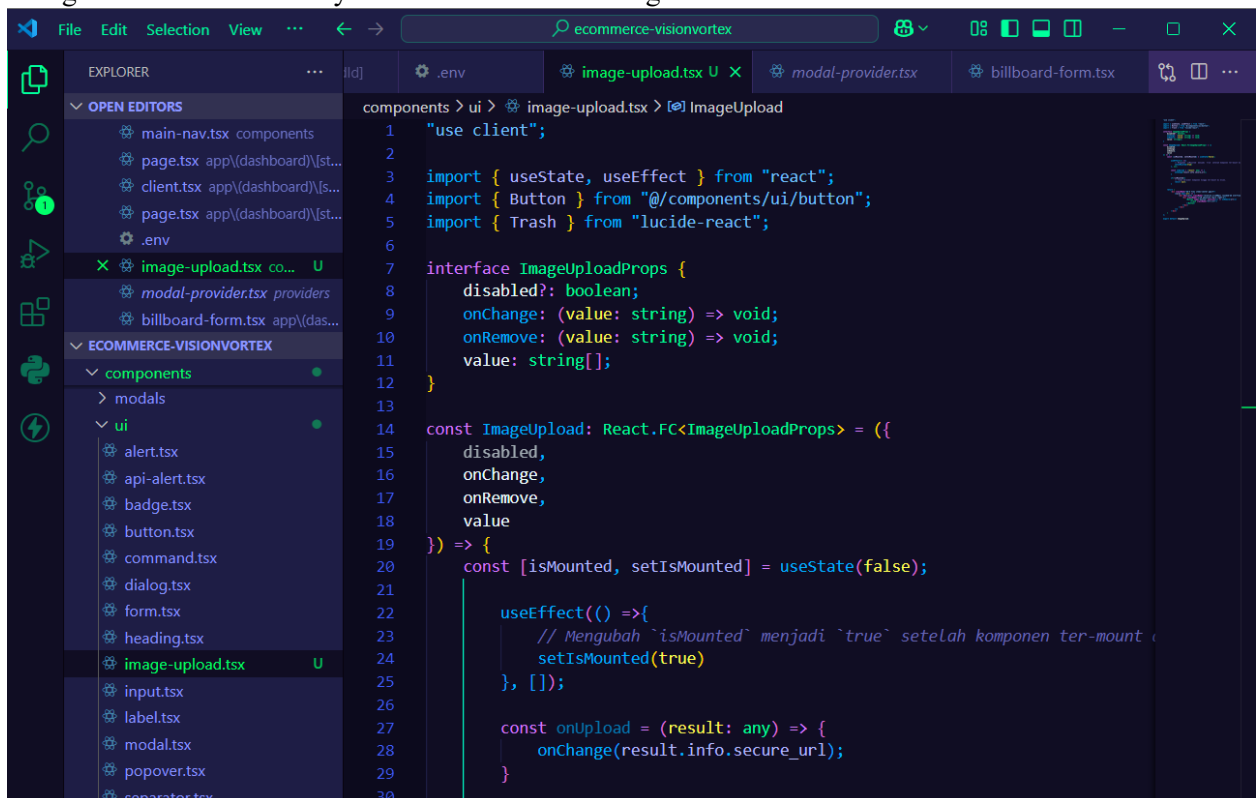 File Edit Selection View ··· ecommerce-visionvortex
EXPLORER ···
.env image-upload.tsx U modal-provider.tsx billboard-form.tsx ···
OPEN EDITORS
main-nav.tsx components
page.tsx app\(dashboard)\[st...
client.tsx app\(dashboard)\[s...
page.tsx app\(dashboard)\[st...
.env
image-upload.tsx co... U
modal-provider.tsx providers
billboard-form.tsx app\(das...
1
ECOMMERCE-VISIONVORTEX
components
modals
ui
alert.tsx
api-alert.tsx
badge.tsx
button.tsx
command.tsx
dialog.tsx
form.tsx
heading.tsx
image-upload.tsx U
input.tsx
label.tsx
modal.tsx
popover.tsx
separator.tsx
components > ui > image-upload.tsx > ImageUpload
1 "use client";
2
3 import { useState, useEffect } from "react";
4 import { Button } from "@/components/ui/button";
5 import { Trash } from "lucide-react";
6
7 interface ImageUploadProps {
8 disabled?: boolean;
9 onChange: (value: string) => void;
10 onRemove: (value: string) => void;
11 value: string[];
12 }
13
14 const ImageUpload: React.FC<ImageUploadProps> = ({
15 disabled,
16 onChange,
17 onRemove,
18 value
19 }) => {
20 const [isMounted, setIsMounted] = useState(false);
21
22 useEffect(() =>{
23 // Mengubah `isMounted` menjadi `true` setelah komponen ter-mount
24 setIsMounted(true)
25 }, []);
26
27 const onUpload = (result: any) => {
28 onChange(result.info.secure_url);
29 }
30